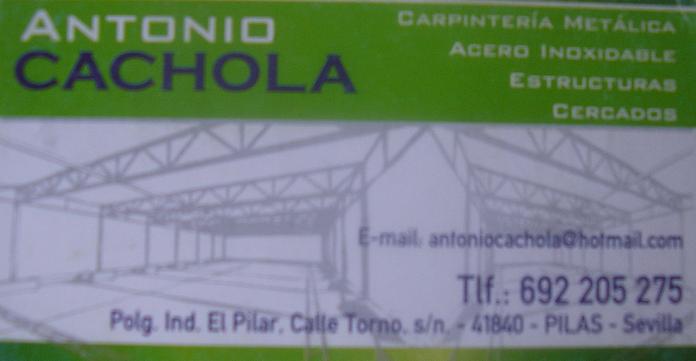 ANTONIO
CACHOLA
CARPINTERÍA METÁLICA
ACERO INOXIDABLE
ESTRUCTURAS
CERCADOS
E-mail: antoniocachola@hotmail.com
Tlf.: 692 205 275
Polg. Ind. El Pilar, Calle Torno, s/n. - 41840 - PILAS - Sevilla